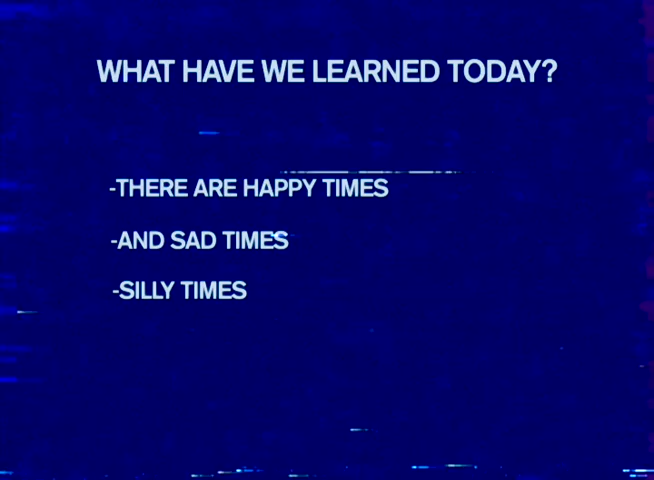 WHAT HAVE WE LEARNED TODAY?
-THERE ARE HAPPY TIMES
-AND SAD TIMES
-SILLY TIMES